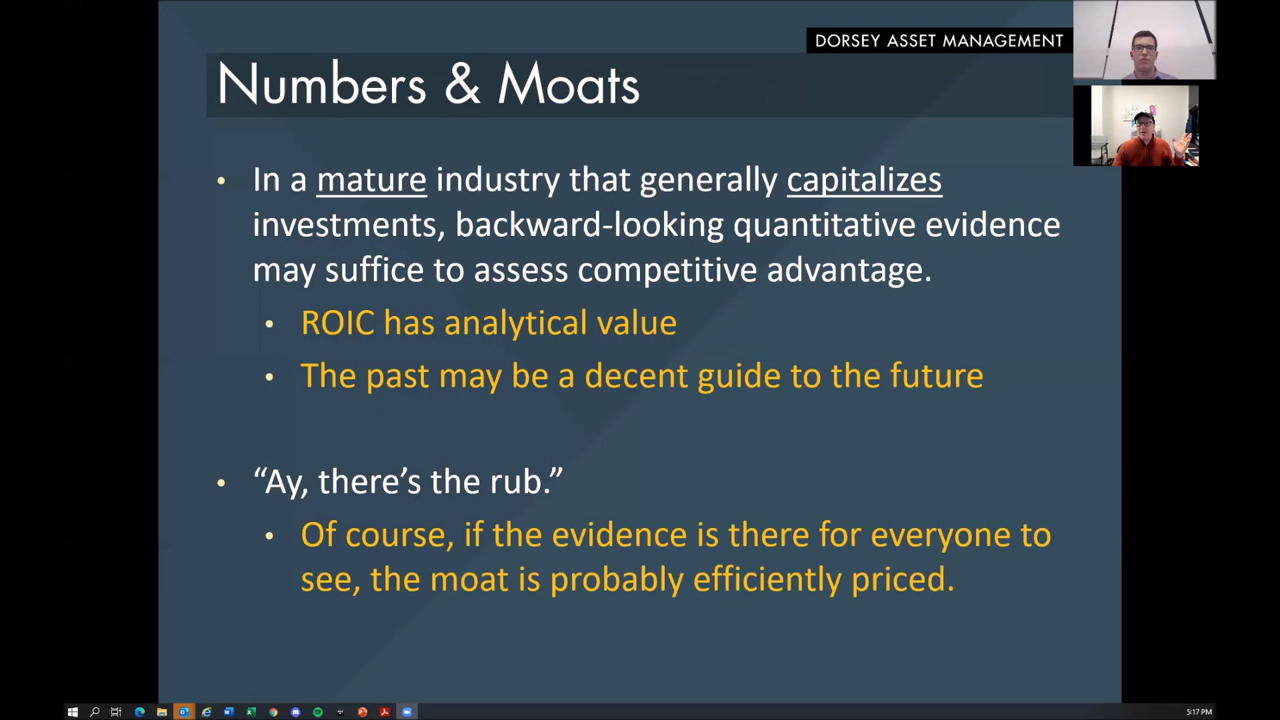 DORSEY ASSET MANAGEMENT
Numbers & Moats
• In a mature industry that generally capitalizes
investments, backward-looking quantitative evidence
may suffice to assess competitive advantage.
• ROIC has analytical value
• The past may be a decent guide to the future
• “Ay, there’s the rub.”
• Of course, if the evidence is there for everyone to
see, the moat is probably efficiently priced.
5:17 PM